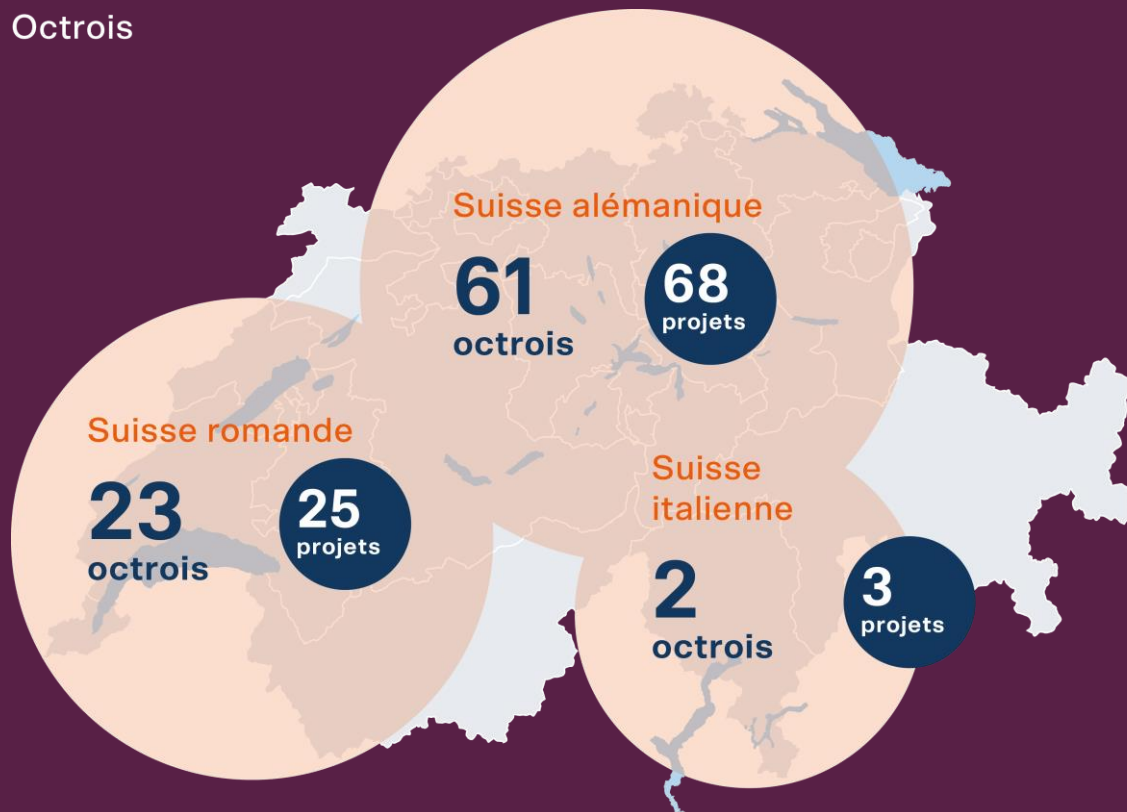 Octrois
Suisse alémanique
61
octrois
68
projets
Suisse romande
23
octrois
25
projets
Suisse
italienne
2
octrois
3
projets